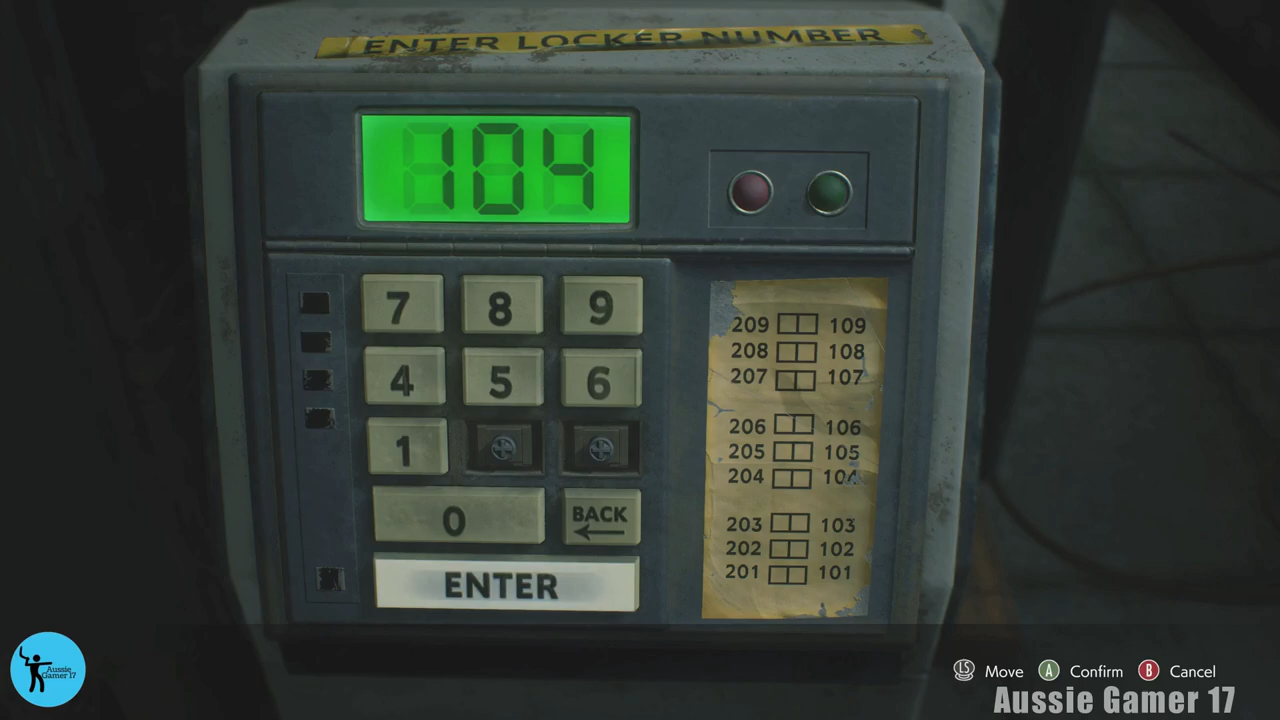 ENTER LOCKER NUMBER
104
7 8 9
4 5 6
1
0 BACK
ENTER
209 109
208 108
207 107
206 106
205 105
204 104
203 103
202 102
201 101
Aussie
Gamer 17
LS Move A Confirm B Cancel
Aussie Gamer 17